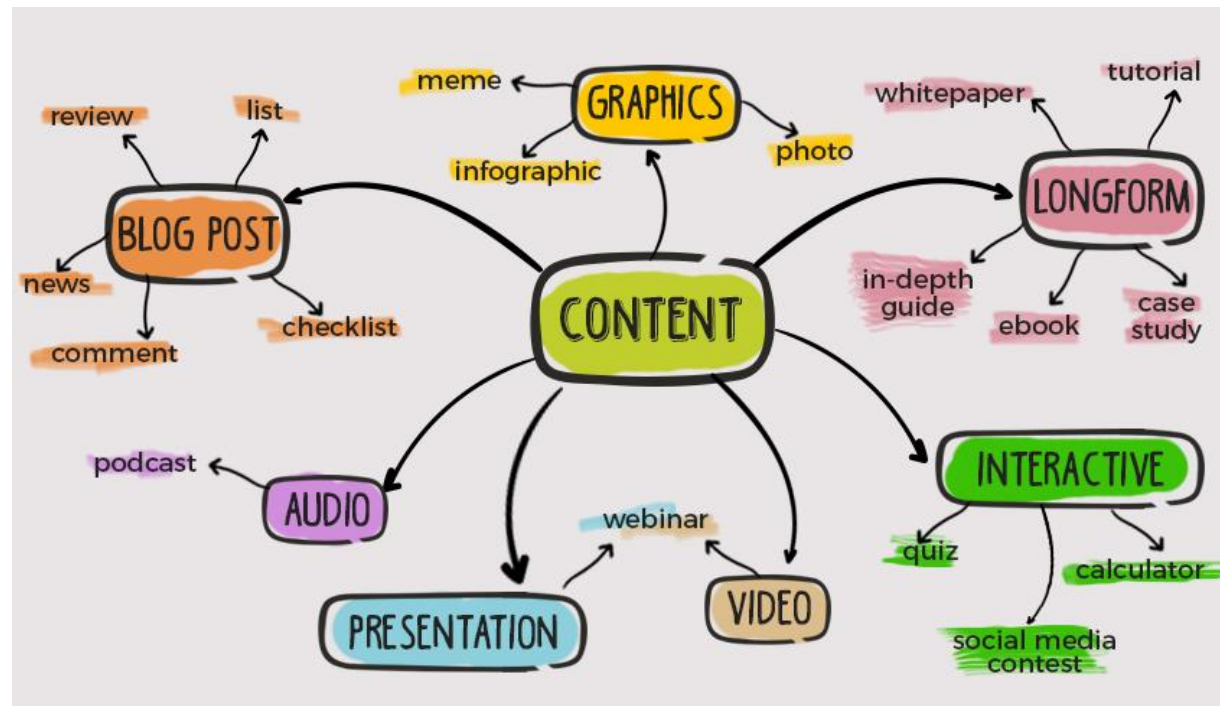 meme
GRAPHICS
photo
infographic
review
list
BLOG POST
news
comment
checklist
whitepaper
tutorial
LONGFORM
in-depth
guide
ebook
case
study
CONTENT
podcast
AUDIO
webinar
PRESENTATION
VIDEO
INTERACTIVE
quiz
calculator
social media
contest